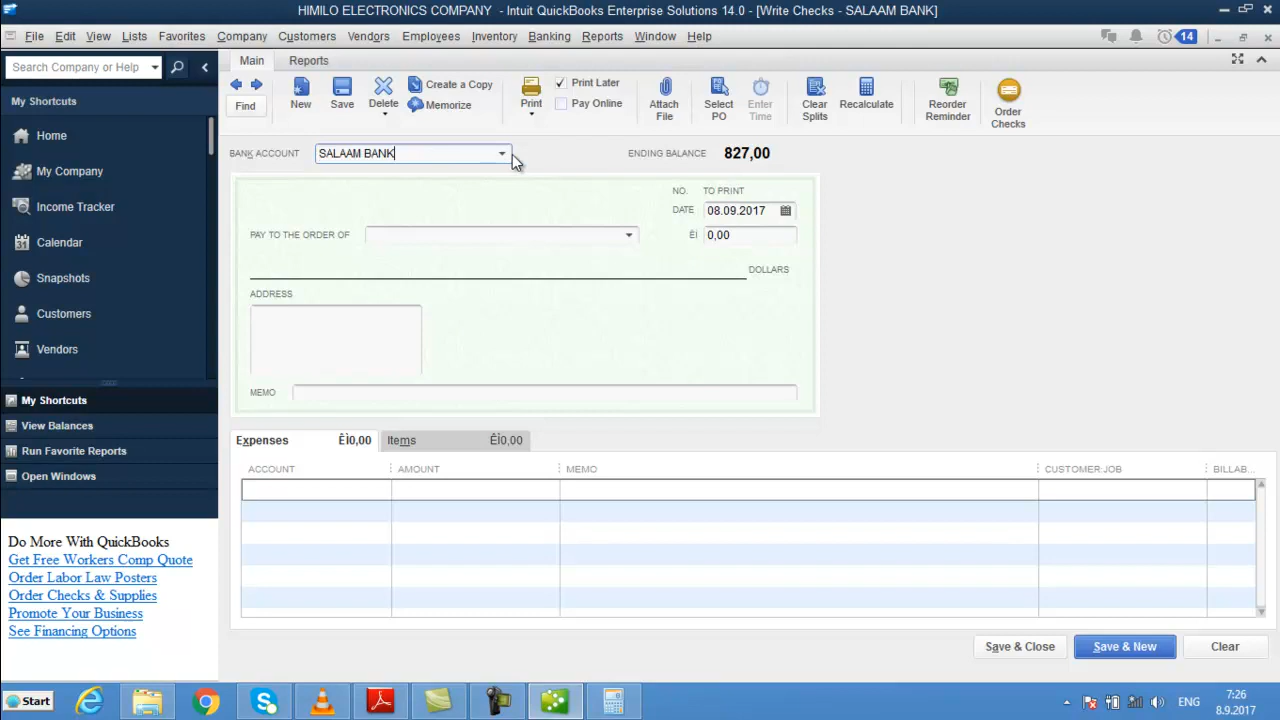 HIMILO ELECTRONICS COMPANY - Intuit QuickBooks Enterprise Solutions 14.0 - [Write Checks - SALAAM BANK]
File Edit View Lists Favorites Company Customers Vendors Employees Inventory Banking Reports Window Help 14
Search Company or Help
Main Reports
My Shortcuts
Home
My Company
Income Tracker
Calendar
Snapshots
Customers
Vendors
My Shortcuts
View Balances
Run Favorite Reports
Open Windows
Do More With QuickBooks
Get Free Workers Comp Quote
Order Labor Law Posters
Order Checks & Supplies
Promote Your Business
See Financing Options
Find
New
Save
Delete
Create a Copy
Memorize
Print
Print Later
Pay Online
Attach
File
Select
PO
Enter
Time
Clear
Splits
Recalculate
Reorder
Reminder
Order
Checks
BANK ACCOUNT SALAAM BANK ENDING BALANCE 827,00
NO. TO PRINT
DATE 08.09.2017
PAY TO THE ORDER OF ÊÌ 0,00
DOLLARS
ADDRESS
MEMO
Expenses ÊÌ0,00 Items ÊÌ0,00
ACCOUNT AMOUNT MEMO CUSTOMER:JOB BILLAB...
Save & Close Save & New Clear
Start ENG 7:26
8.9.2017